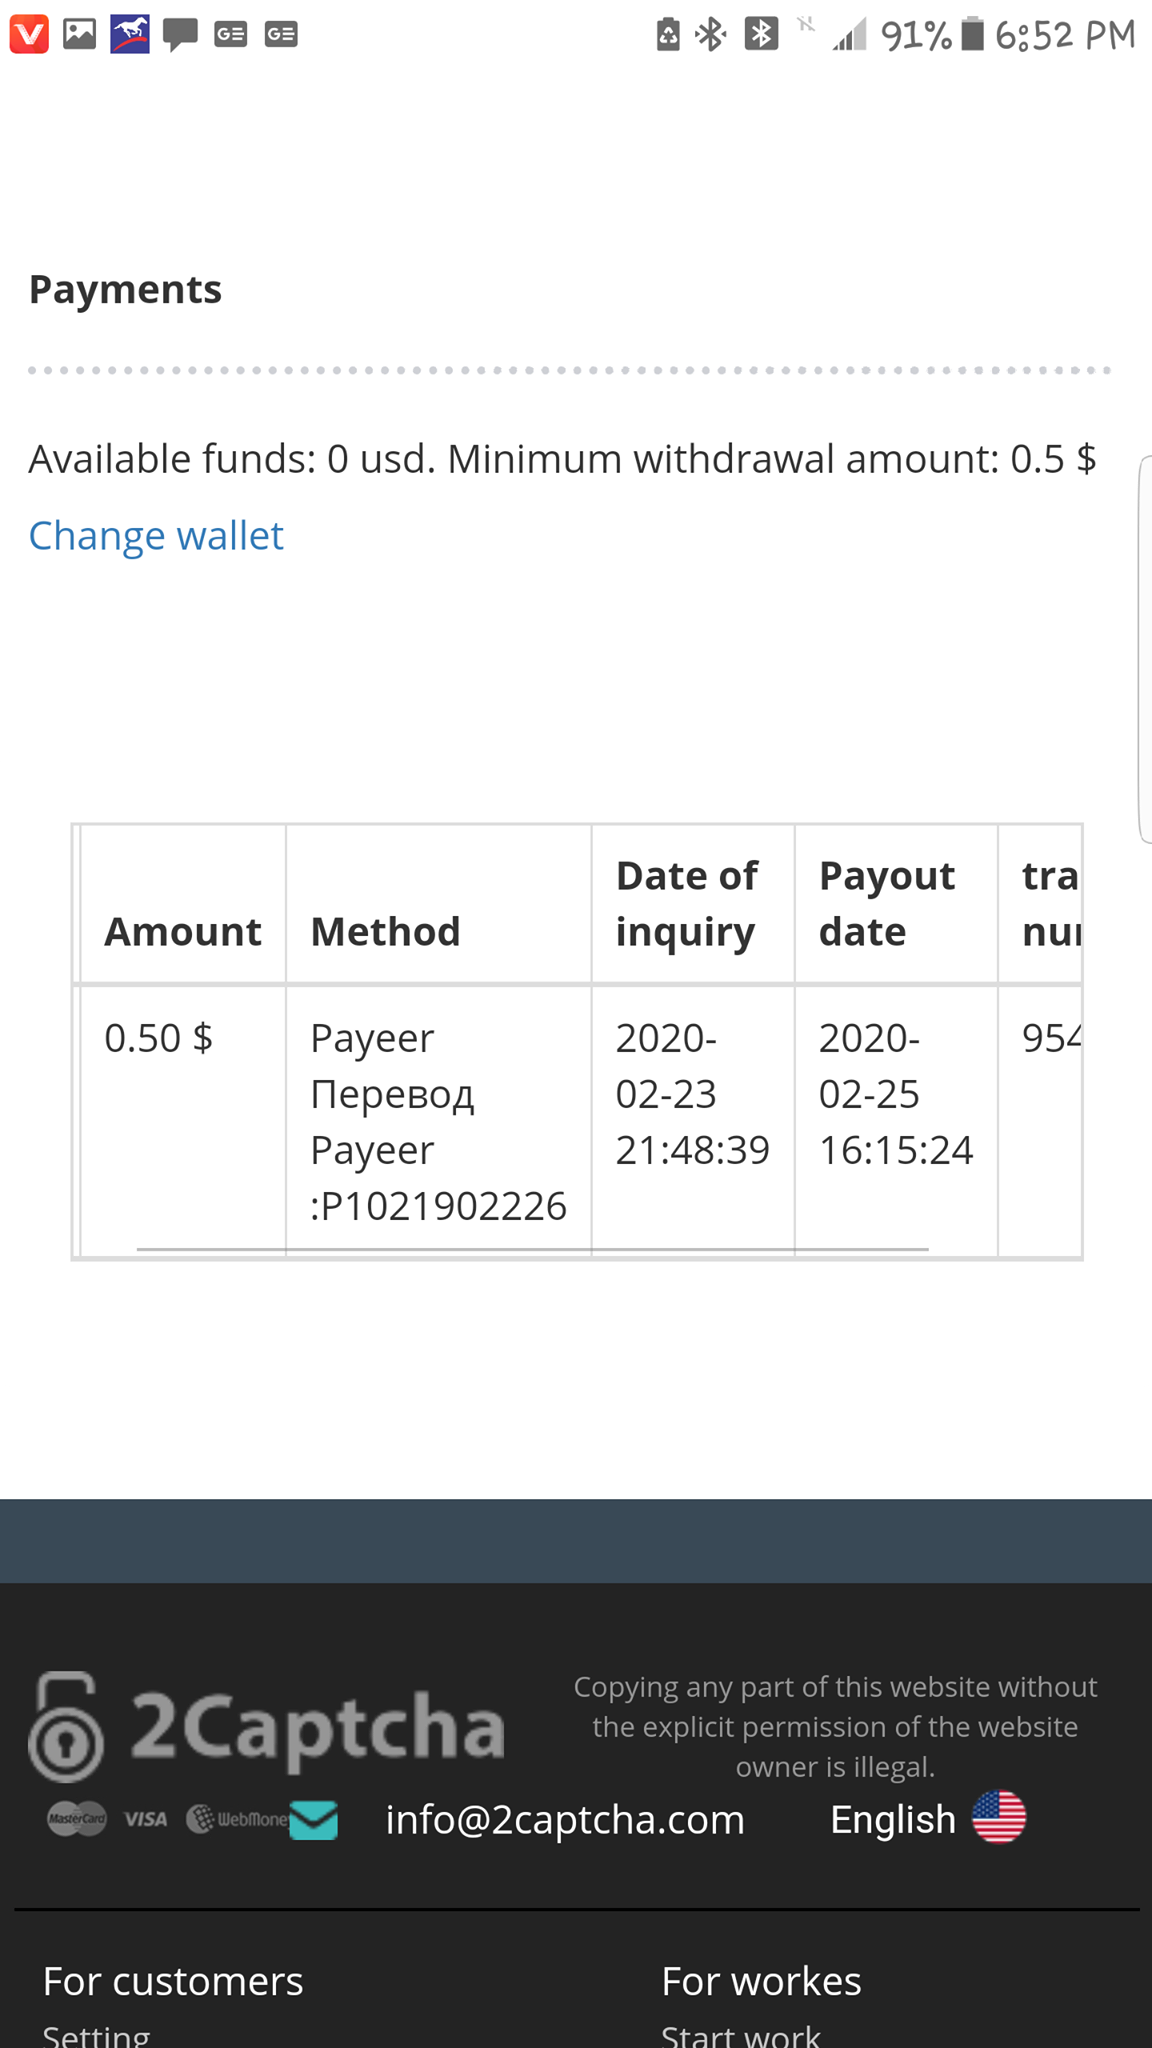 91% 6:52 PM
Payments
Available funds: 0 usd. Minimum withdrawal amount: 0.5 $
Change wallet
Amount
Method
Date of
inquiry
Payout
date
tra
0.50 $
Payeer
Перевод
Payeer
:P1021902226
2020-
02-23
21:48:39
2020-
02-25
16:15:24
2Captcha
Copying any part of this website without
the explicit permission of the website
owner is illegal.
MasterCard VISA WebMone
info@2captcha.com
English
For customers
For workes
Setting
Start work